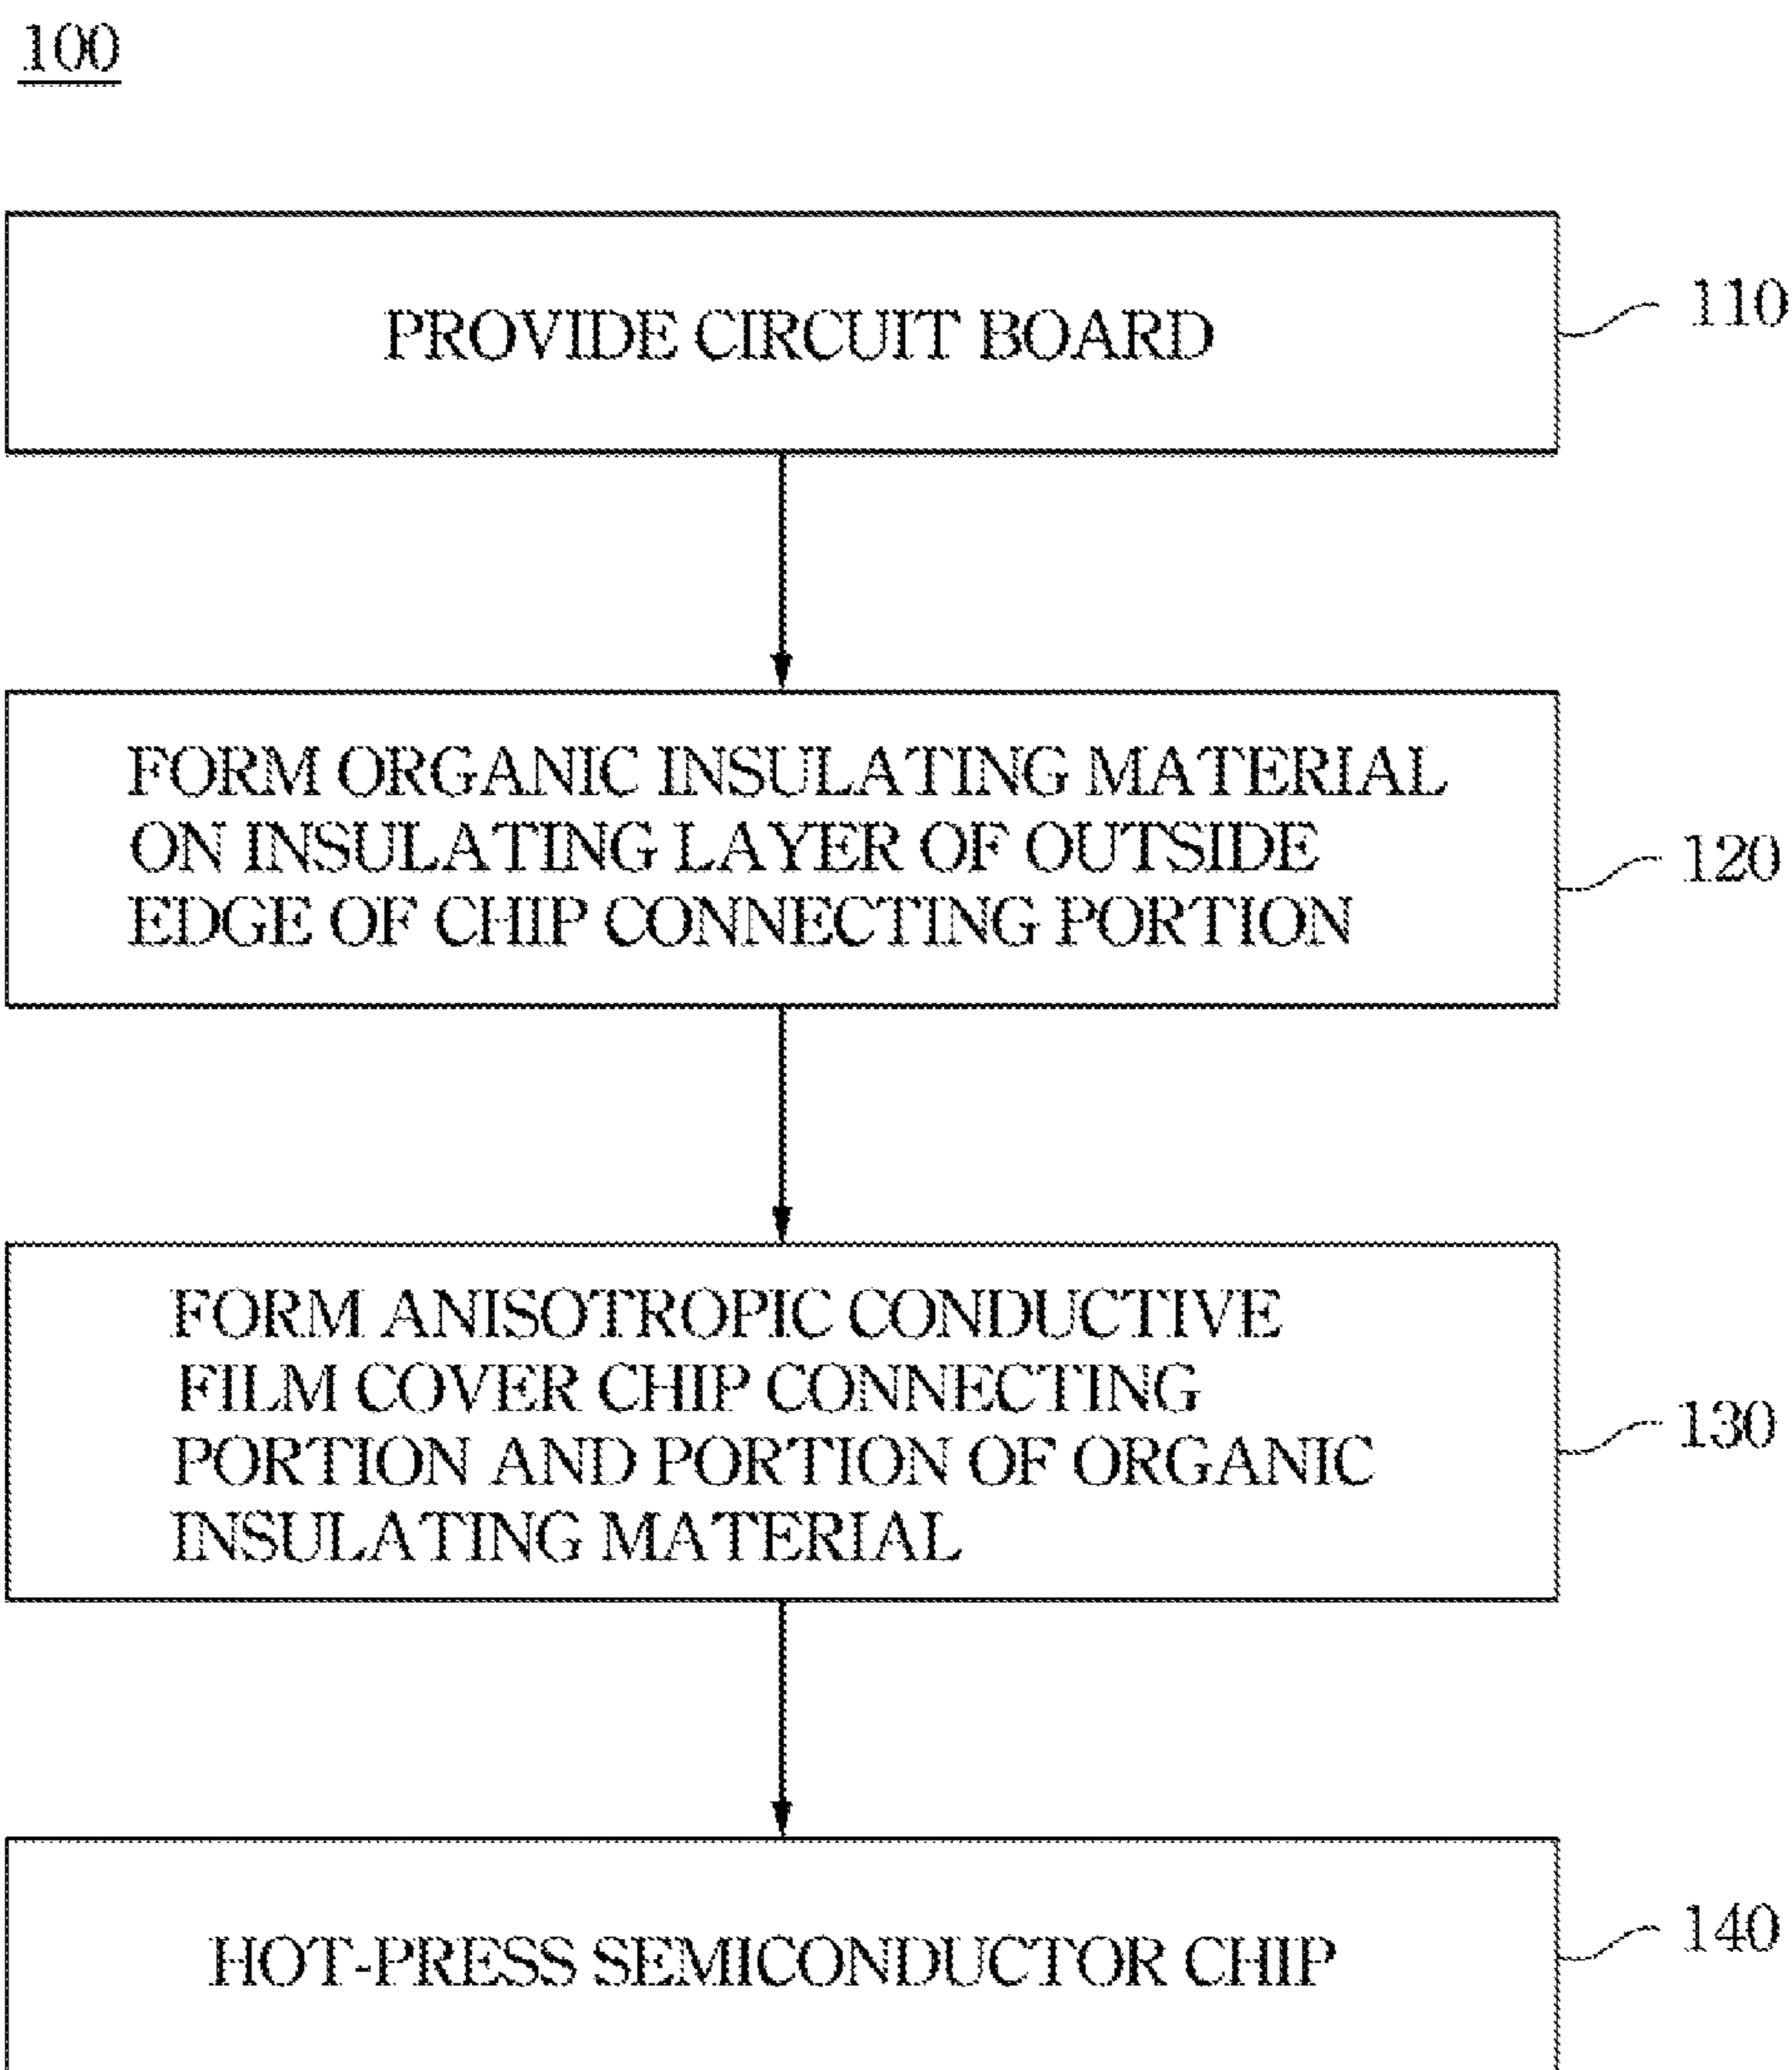 100
PROVIDE CIRCUIT BOARD
110
FORM ORGANIC INSULATING MATERIAL
ON INSULATING LAYER OF OUTSIDE
EDGE OF CHIP CONNECTING PORTION
120
FORM ANISOTROPIC CONDUCTIVE
FILM COVER CHIP CONNECTING
PORTION AND PORTION OF ORGANIC
INSULATING MATERIAL
130
HOT-PRESS SEMICONDUCTOR CHIP
140